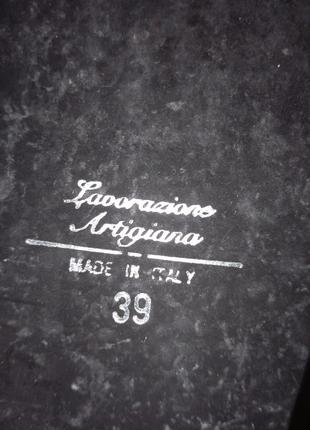 Lavorazione
Artigiana
MADE IN ITALY
39